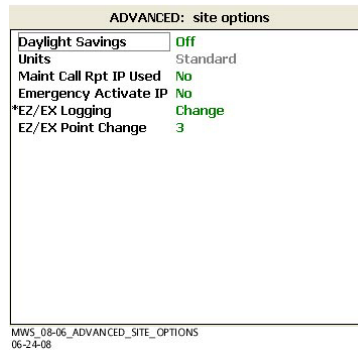 ADVANCED: site options
Daylight Savings Off
Units Standard
Maint Call Rpt IP Used No
Emergency Activate IP No
*EZ/EX Logging Change
EZ/EX Point Change 3
MWS_08-06_ADVANCED_SITE_OPTIONS
06-24-08